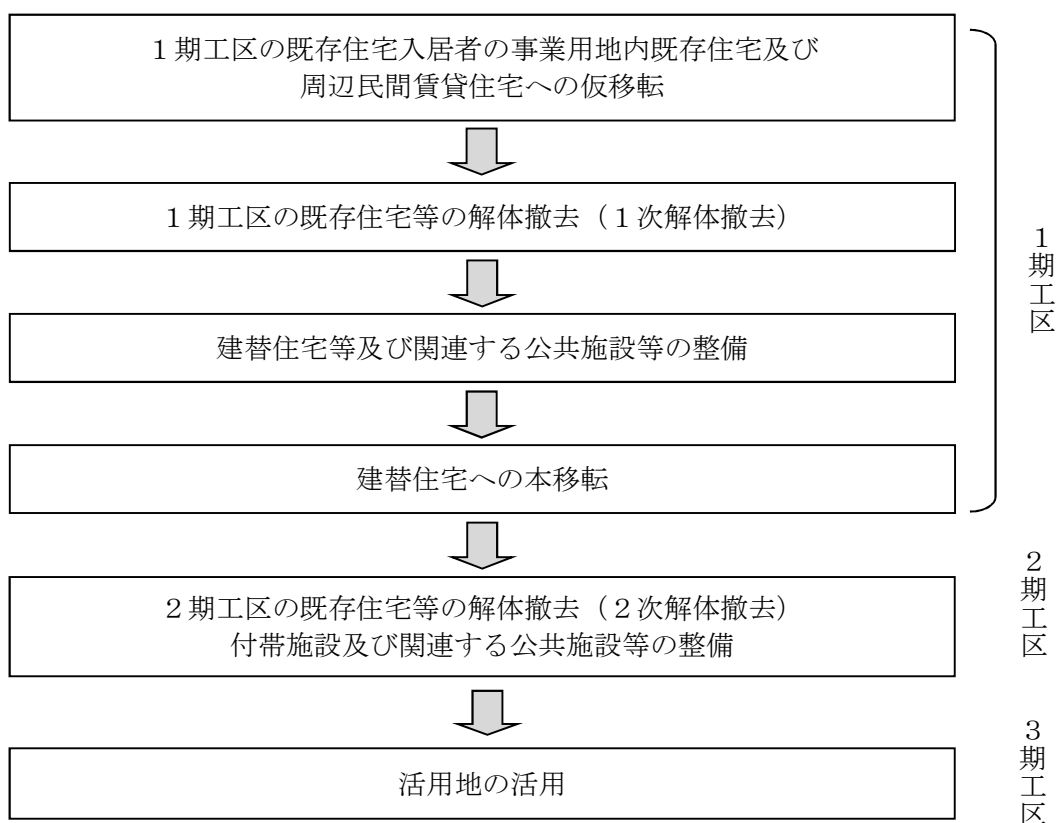 1期工区の既存住宅入居者の事業用地内既存住宅及び
周辺民間賃貸住宅への仮移転
1期工区の既存住宅等の解体撤去（1次解体撤去）
建替住宅等及び関連する公共施設等の整備
建替住宅への本移転
1期工区
2期工区の既存住宅等の解体撤去（2次解体撤去）
付帯施設及び関連する公共施設等の整備
2期工区
活用地の活用
3期工区